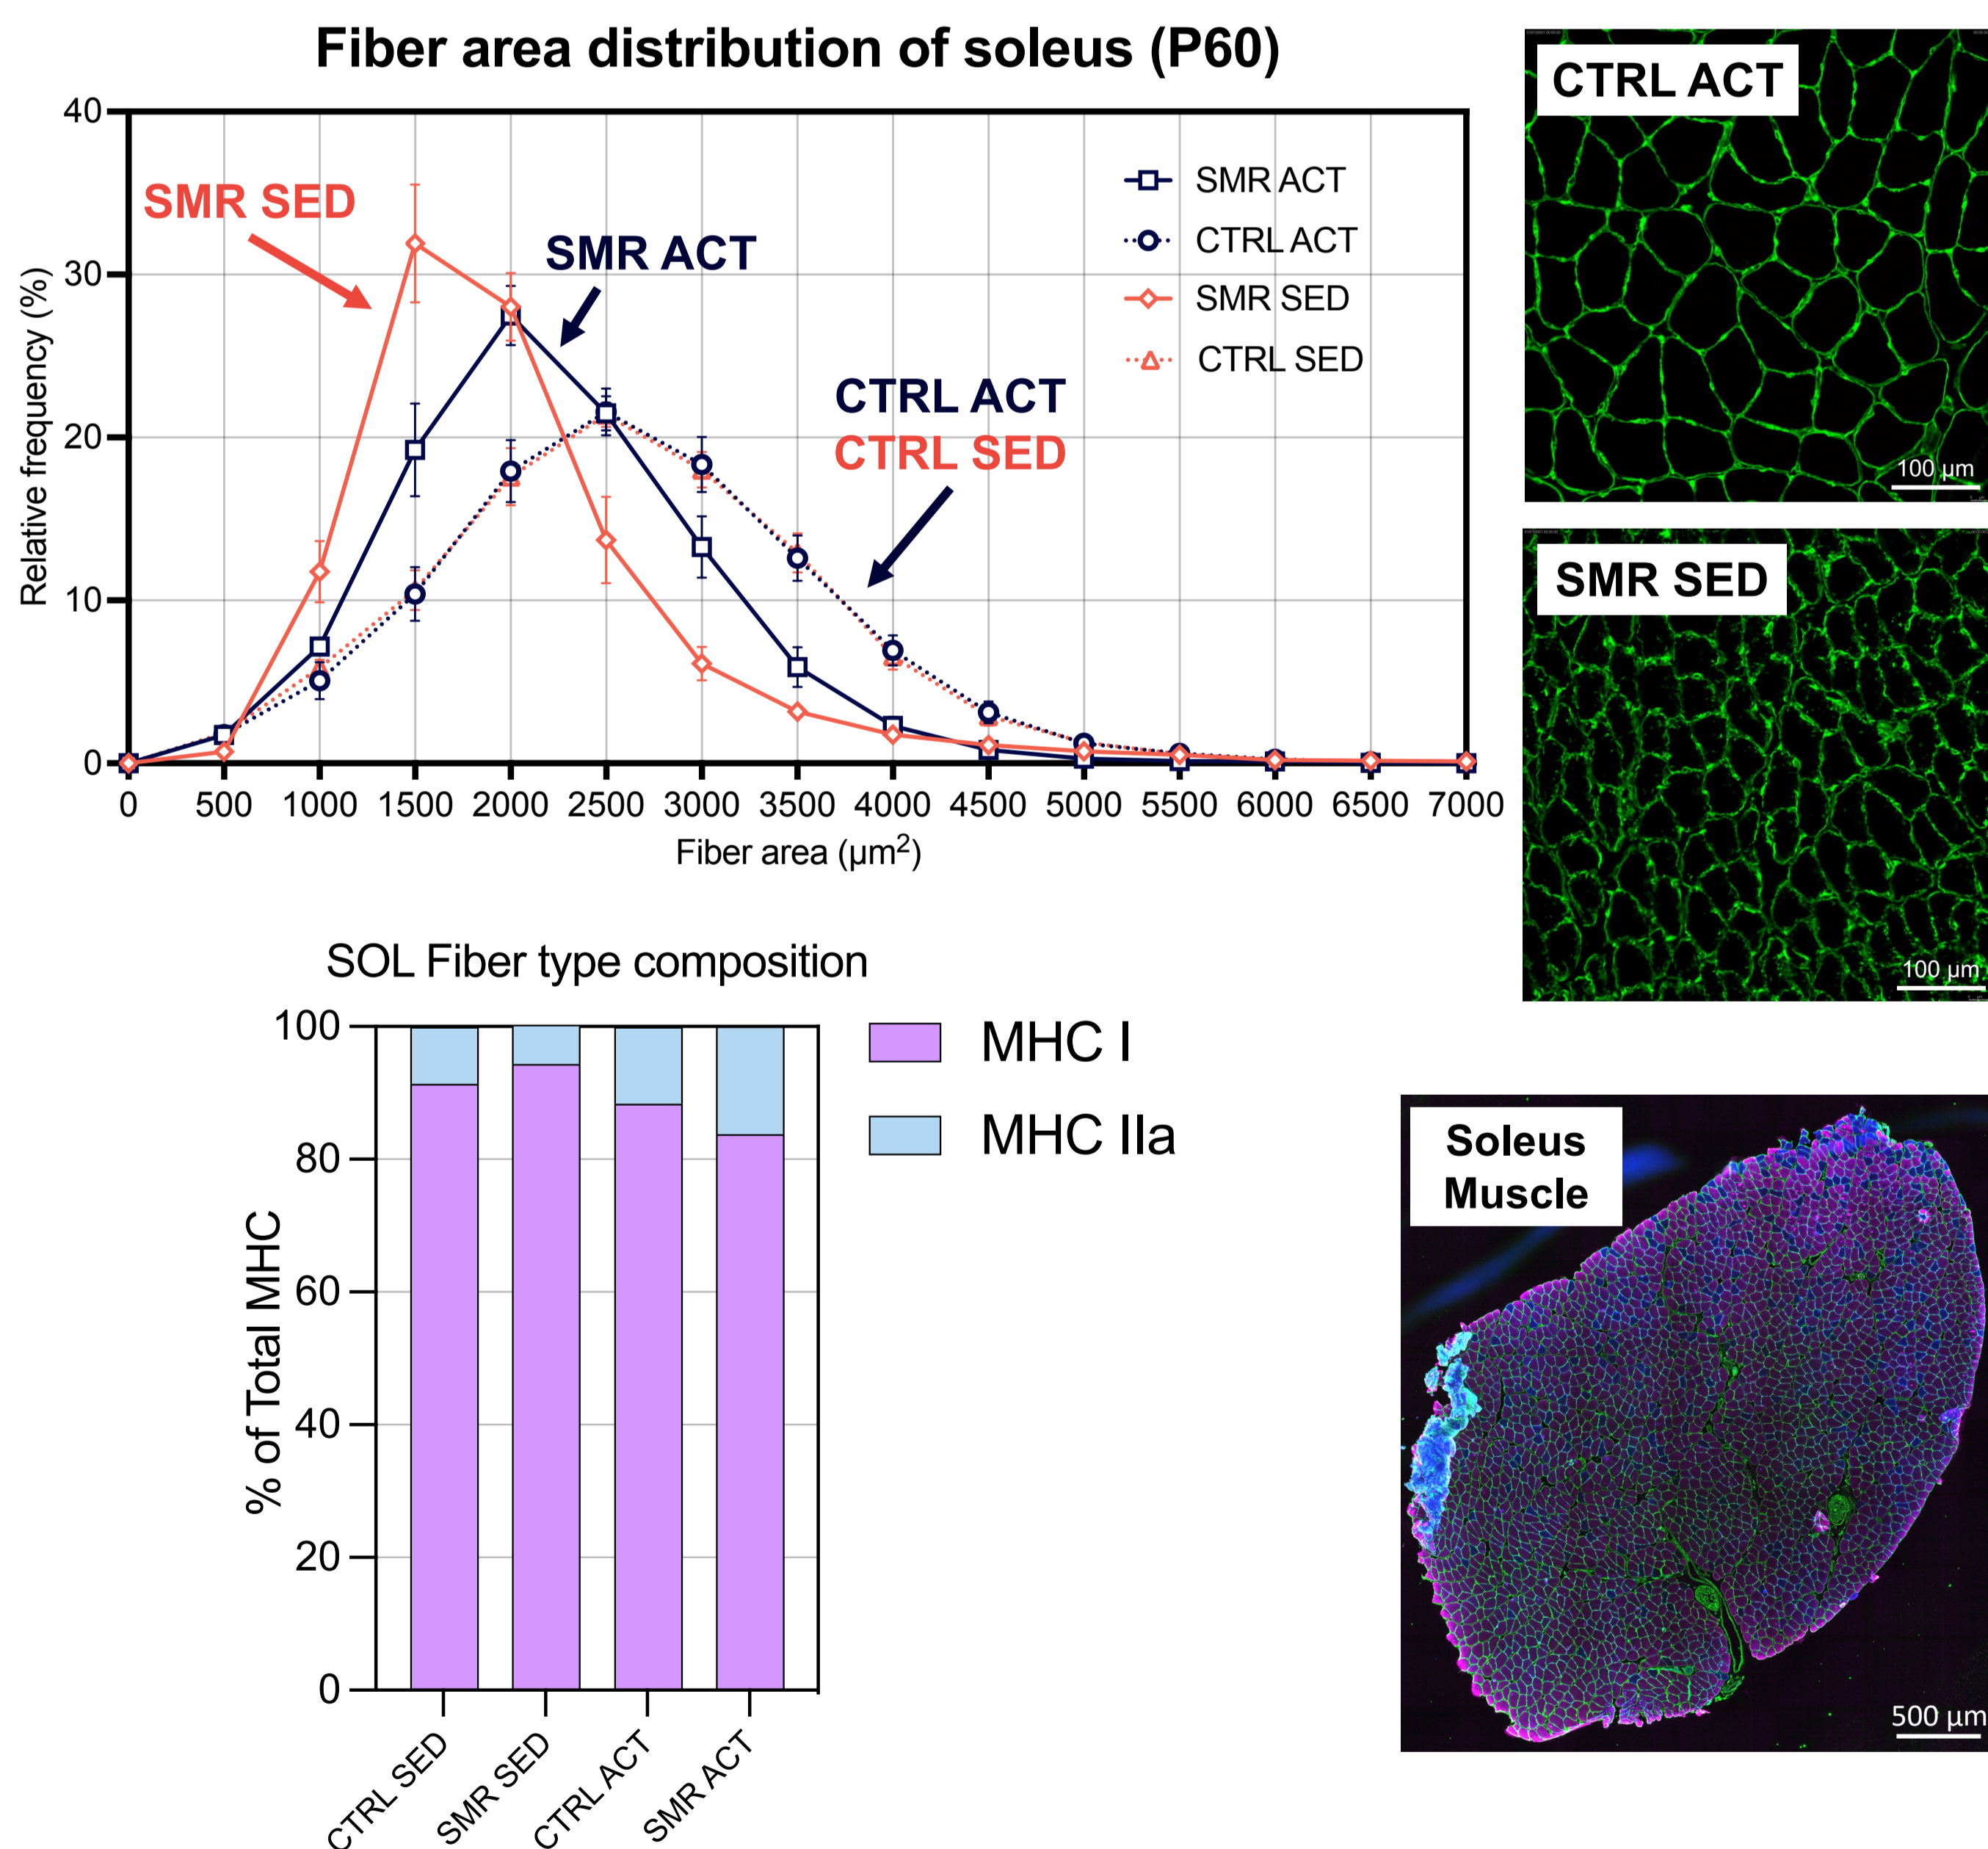 Fiber area distribution of soleus (P60)
40
30
20
10
0
Relative frequency (%)
SMR SED
SMR ACT
CTRL ACT
CTRL SED
SMR ACT
CTRL ACT
SMR SED
CTRL SED
0 500 1000 1500 2000 2500 3000 3500 4000 4500 5000 5500 6000 6500 7000
Fiber area (µm²)
CTRL ACT
100 µm
SMR SED
100 µm
SOL Fiber type composition
100
80
60
40
20
0
% of Total MHC
CTRL SED
SMR SED
CTRL ACT
SMR ACT
MHC I
MHC IIa
Soleus
Muscle
500 µm